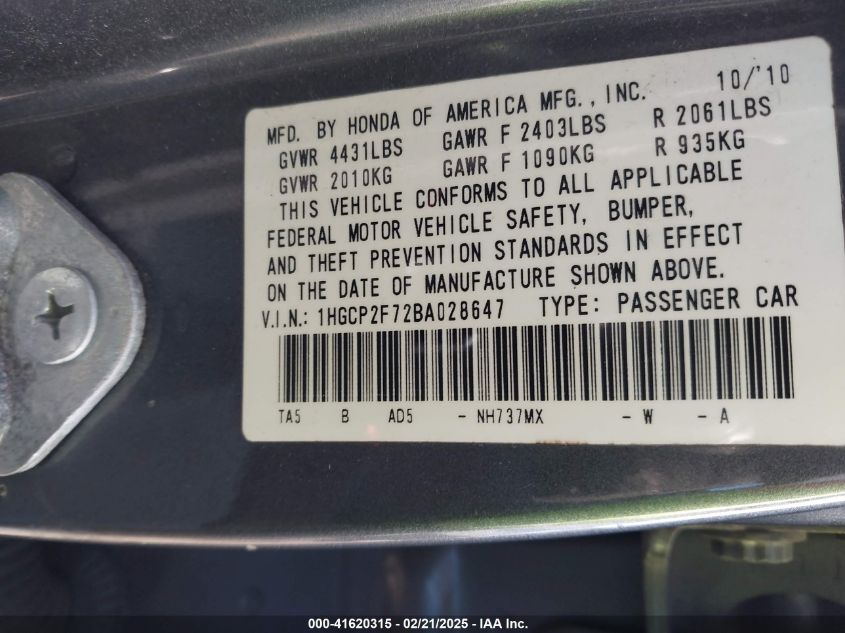 MFD. BY HONDA OF AMERICA MFG., INC. 10/'10
GVWR 4431LBS GAWR F 2403LBS R 2061LBS
GVWR 2010KG GAWR F 1090KG R 935KG
THIS VEHICLE CONFORMS TO ALL APPLICABLE
FEDERAL MOTOR VEHICLE SAFETY, BUMPER,
AND THEFT PREVENTION STANDARDS IN EFFECT
ON THE DATE OF MANUFACTURE SHOWN ABOVE.
V.I.N.: 1HGCP2F72BA028647 TYPE: PASSENGER CAR
TA5 B AD5 - NH737MX - W - A
000-41620315 - 02/21/2025 - IAA Inc.